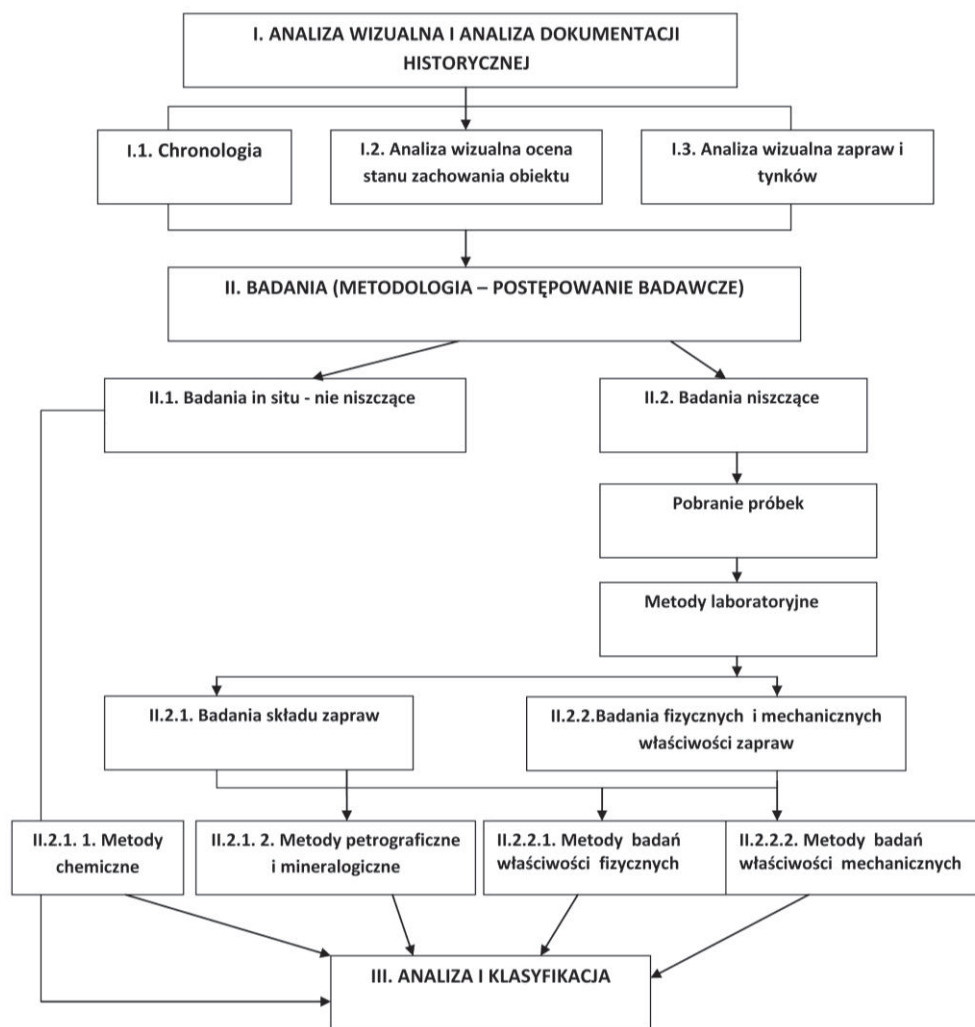 I. ANALIZA WIZUALNA I ANALIZA DOKUMENTACJI
HISTORYCZNEJ
I.1. Chronologia
I.2. Analiza wizualna ocena
stanu zachowania obiektu
I.3. Analiza wizualna zapraw i
tynków
II. BADANIA (METODOLOGIA – POSTĘPOWANIE BADAWCZE)
II.1. Badania in situ - nie niszczące
II.2. Badania niszczące
Pobranie próbek
Metody laboratoryjne
II.2.1. Badania składu zapraw
II.2.2.Badania fizycznych i mechanicznych
właściwości zapraw
II.2.1. 1. Metody
chemiczne
II.2.1. 2. Metody petrograficzne
i mineralogiczne
II.2.2.1. Metody badań
właściwości fizycznych
II.2.2.2. Metody badań
właściwości mechanicznych
III. ANALIZA I KLASYFIKACJA